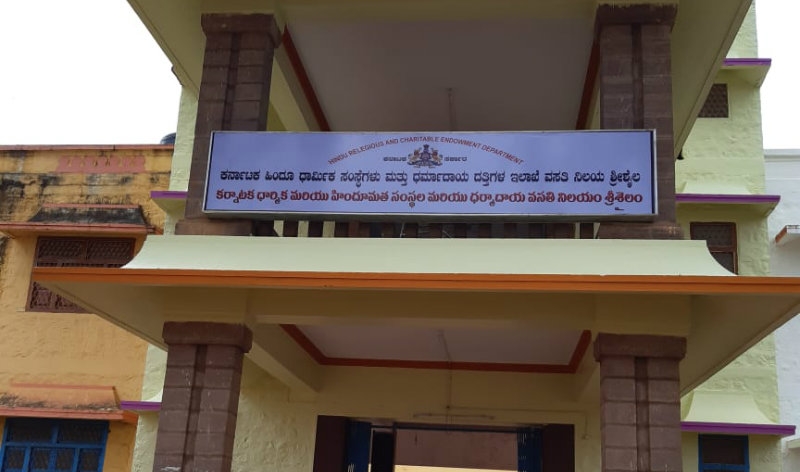 HINDU RELEGIOUS AND CHARITABLE ENDOWMENT DEPARTMENT
ಕರ್ನಾಟಕ ಸರ್ಕಾರ
ಕರ್ನಾಟಕ ಹಿಂದೂ ಧಾರ್ಮಿಕ ಸಂಸ್ಥೆಗಳು ಮತ್ತು ಧರ್ಮಾದಾಯ ದತ್ತಿಗಳ ಇಲಾಖೆ ವಸತಿ ನಿಲಯ ಶ್ರೀಶೈಲ
కర్నాటక ధార్మిక మరియు హిందూమత సంస్థల మరియు ధర్మాదాయ వసతి నిలయం శ్రీశైలం